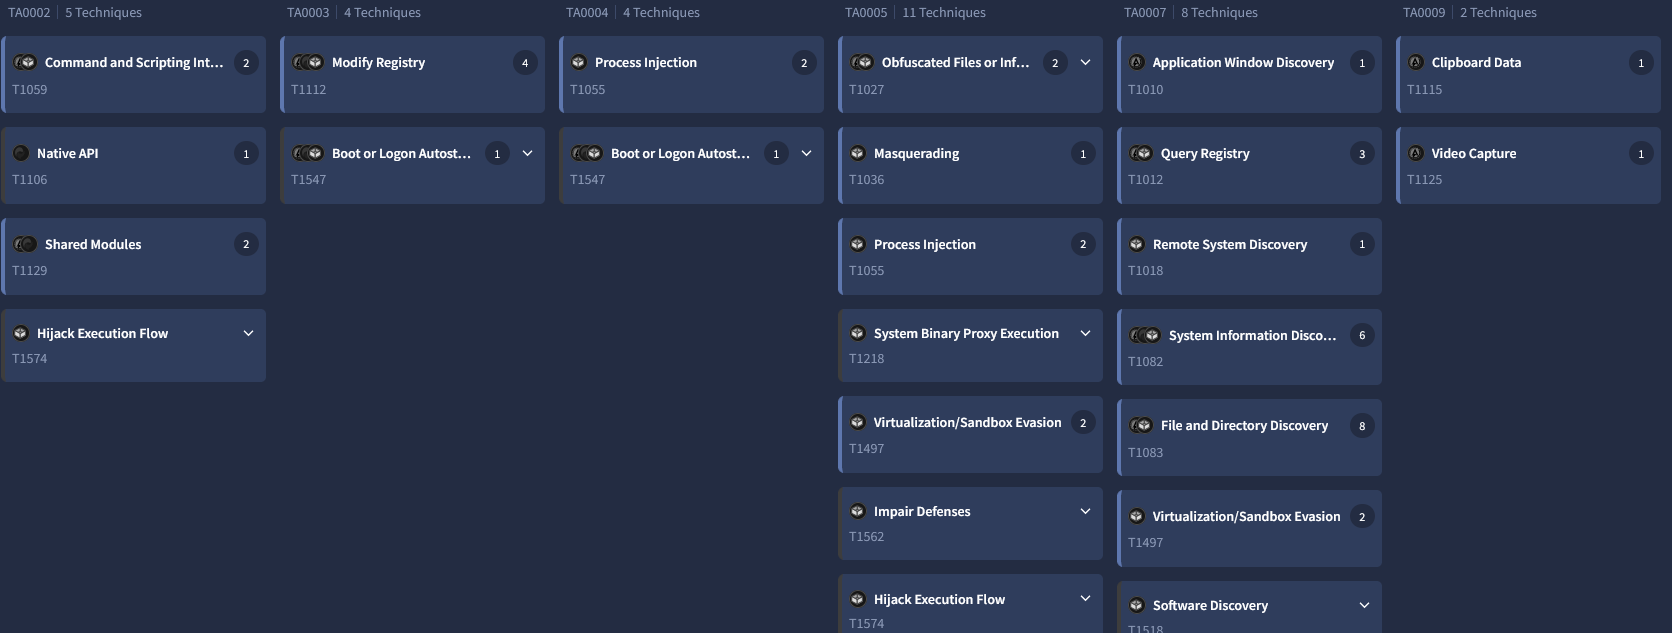 TA0002 | 5 Techniques
Command and Scripting Int... 2
T1059
Native API 1
T1106
Shared Modules 2
T1129
Hijack Execution Flow
T1574
TA0003 | 4 Techniques
Modify Registry 4
T1112
Boot or Logon Autost... 1
T1547
TA0004 | 4 Techniques
Process Injection 2
T1055
Boot or Logon Autost... 1
T1547
TA0005 | 11 Techniques
Obfuscated Files or Inf... 2
T1027
Masquerading 1
T1036
Process Injection 2
T1055
System Binary Proxy Execution
T1218
Virtualization/Sandbox Evasion 2
T1497
Impair Defenses
T1562
Hijack Execution Flow
T1574
TA0007 | 8 Techniques
Application Window Discovery 1
T1010
Query Registry 3
T1012
Remote System Discovery 1
T1018
System Information Disco... 6
T1082
File and Directory Discovery 8
T1083
Virtualization/Sandbox Evasion 2
T1497
Software Discovery
T1518
TA0009 | 2 Techniques
Clipboard Data 1
T1115
Video Capture 1
T1125